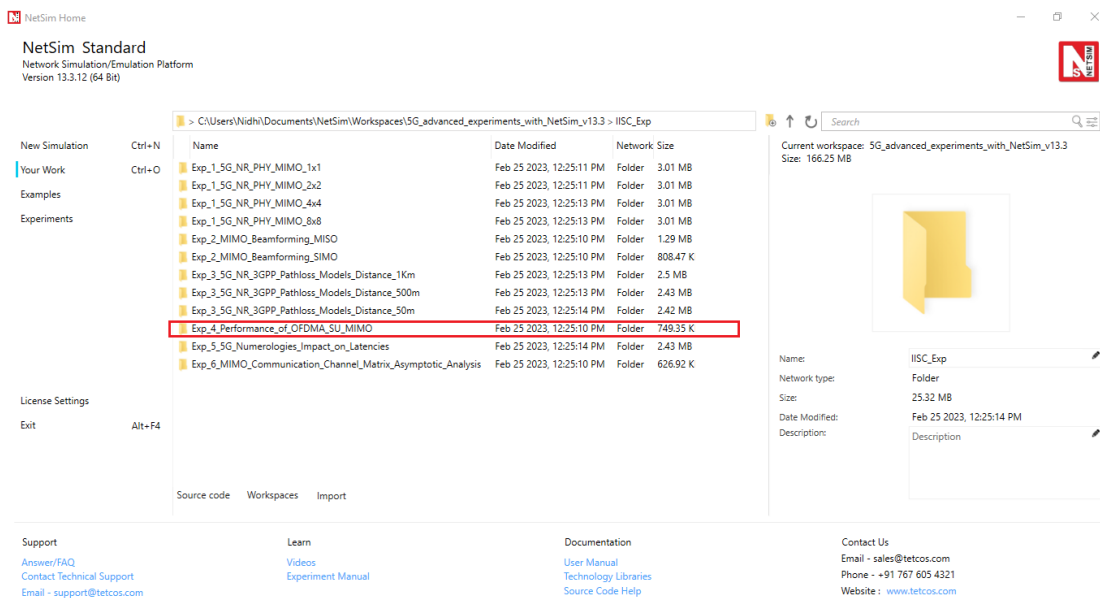 NetSim Home
NetSim Standard
Network Simulation/Emulation Platform
Version 13.3.12 (64 Bit)
NETSIM
> C:\Users\Nidhi\Documents\NetSim\Workspaces\5G_advanced_experiments_with_NetSim_v13.3 > IISC_Exp
Search
New Simulation Ctrl+N
Your Work Ctrl+O
Examples
Experiments
License Settings
Exit Alt+F4
Name Date Modified Network Size
Exp_1_5G_NR_PHY_MIMO_1x1 Feb 25 2023, 12:25:11 PM Folder 3.01 MB
Exp_1_5G_NR_PHY_MIMO_2x2 Feb 25 2023, 12:25:11 PM Folder 3.01 MB
Exp_1_5G_NR_PHY_MIMO_4x4 Feb 25 2023, 12:25:13 PM Folder 3.01 MB
Exp_1_5G_NR_PHY_MIMO_8x8 Feb 25 2023, 12:25:13 PM Folder 3.01 MB
Exp_2_MIMO_Beamforming_MISO Feb 25 2023, 12:25:10 PM Folder 1.29 MB
Exp_2_MIMO_Beamforming_SIMO Feb 25 2023, 12:25:10 PM Folder 808.47 K
Exp_3_5G_NR_3GPP_Pathloss_Models_Distance_1Km Feb 25 2023, 12:25:13 PM Folder 2.5 MB
Exp_3_5G_NR_3GPP_Pathloss_Models_Distance_500m Feb 25 2023, 12:25:13 PM Folder 2.43 MB
Exp_3_5G_NR_3GPP_Pathloss_Models_Distance_50m Feb 25 2023, 12:25:14 PM Folder 2.42 MB
Exp_4_Performance_of_OFDMA_SU_MIMO Feb 25 2023, 12:25:10 PM Folder 749.35 K
Exp_5_5G_Numerologies_Impact_on_Latencies Feb 25 2023, 12:25:14 PM Folder 2.43 MB
Exp_6_MIMO_Communication_Channel_Matrix_Asymptotic_Analysis Feb 25 2023, 12:25:10 PM Folder 626.92 K
Source code Workspaces Import
Current workspace: 5G_advanced_experiments_with_NetSim_v13.3
Size: 166.25 MB
Name: IISC_Exp
Network type: Folder
Size: 25.32 MB
Date Modified: Feb 25 2023, 12:25:14 PM
Description: Description
Support
Answer/FAQ
Contact Technical Support
Email - support@tetcos.com
Learn
Videos
Experiment Manual
Documentation
User Manual
Technology Libraries
Source Code Help
Contact Us
Email - sales@tetcos.com
Phone - +91 767 605 4321
Website : www.tetcos.com